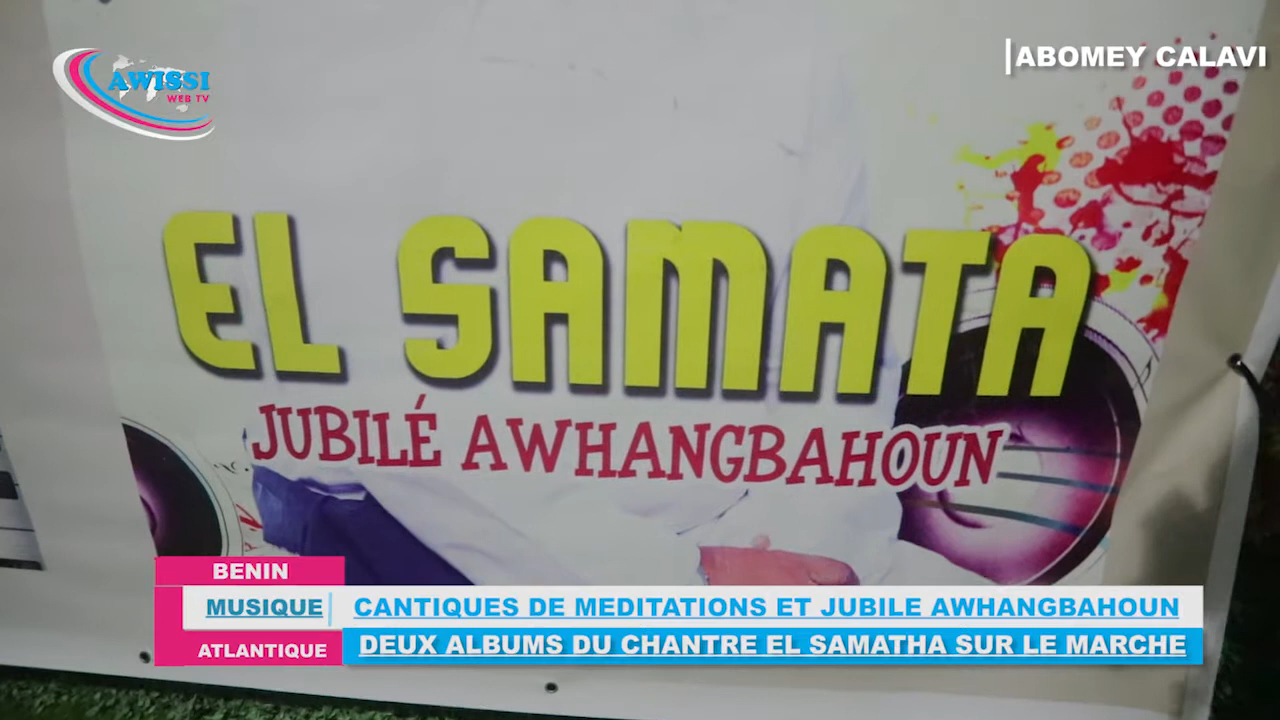 AWISSI
WEB TV
|ABOMEY CALAVI
EL SAMATA
JUBILÉ AWHANGBAHOUN
BENIN
MUSIQUE
CANTIQUES DE MEDITATIONS ET JUBILE AWHANGBAHOUN
ATLANTIQUE
DEUX ALBUMS DU CHANTRE EL SAMATHA SUR LE MARCHE